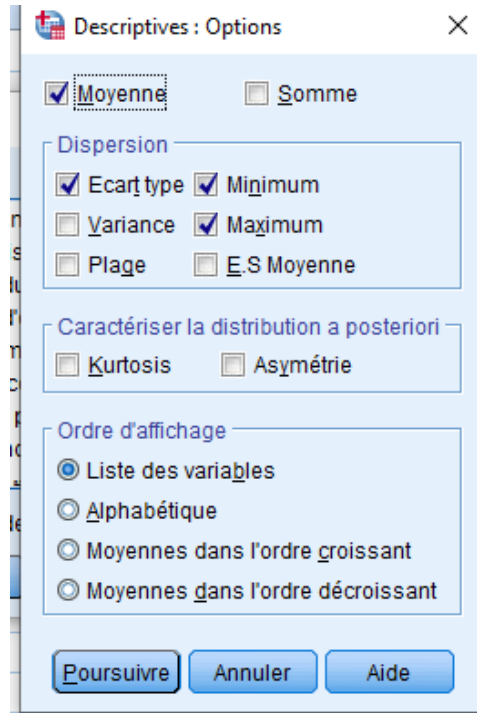 Descriptives : Options
Moyenne Somme
Dispersion
Ecart type Minimum
Variance Maximum
Plage E.S Moyenne
Caractériser la distribution a posteriori
Kurtosis Asymétrie
Ordre d'affichage
Liste des variables
Alphabétique
Moyennes dans l'ordre croissant
Moyennes dans l'ordre décroissant
Poursuivre Annuler Aide